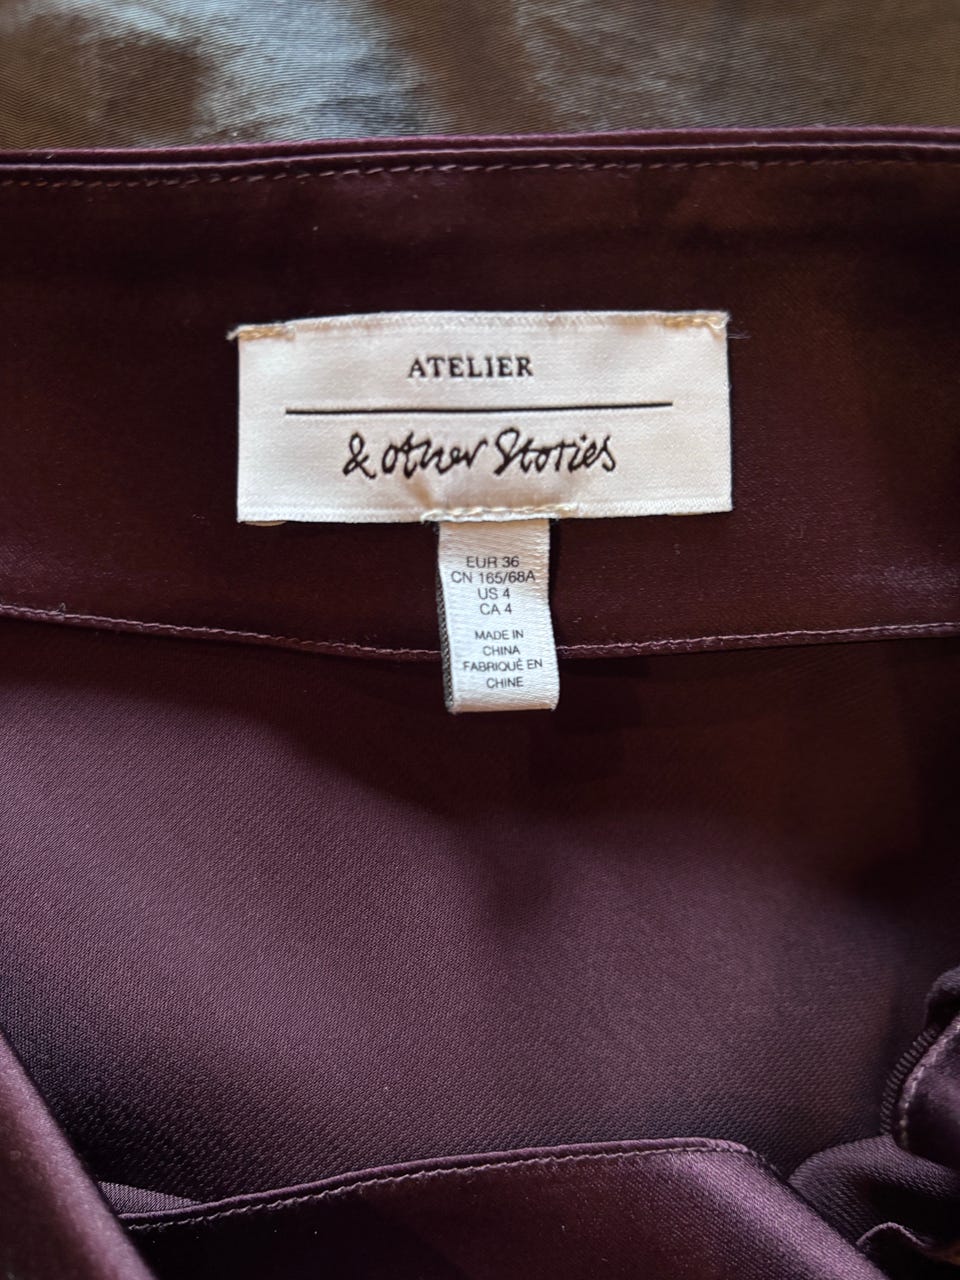 ATELIER
& other Stories
EUR 36
CN 165/68A
US 4
CA 4
MADE IN
CHINA
FABRIQUÉ EN
CHINE